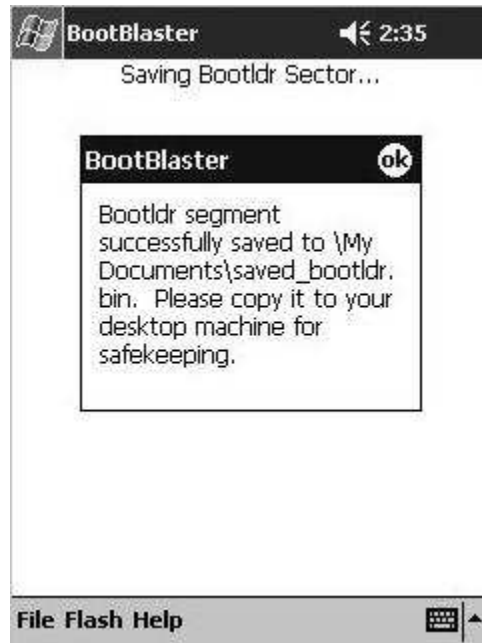 BootBlaster 2:35
Saving Bootldr Sector...
BootBlaster ok
Bootldr segment
successfully saved to \My
Documents\saved_bootldr.
bin. Please copy it to your
desktop machine for
safekeeping.
File Flash Help